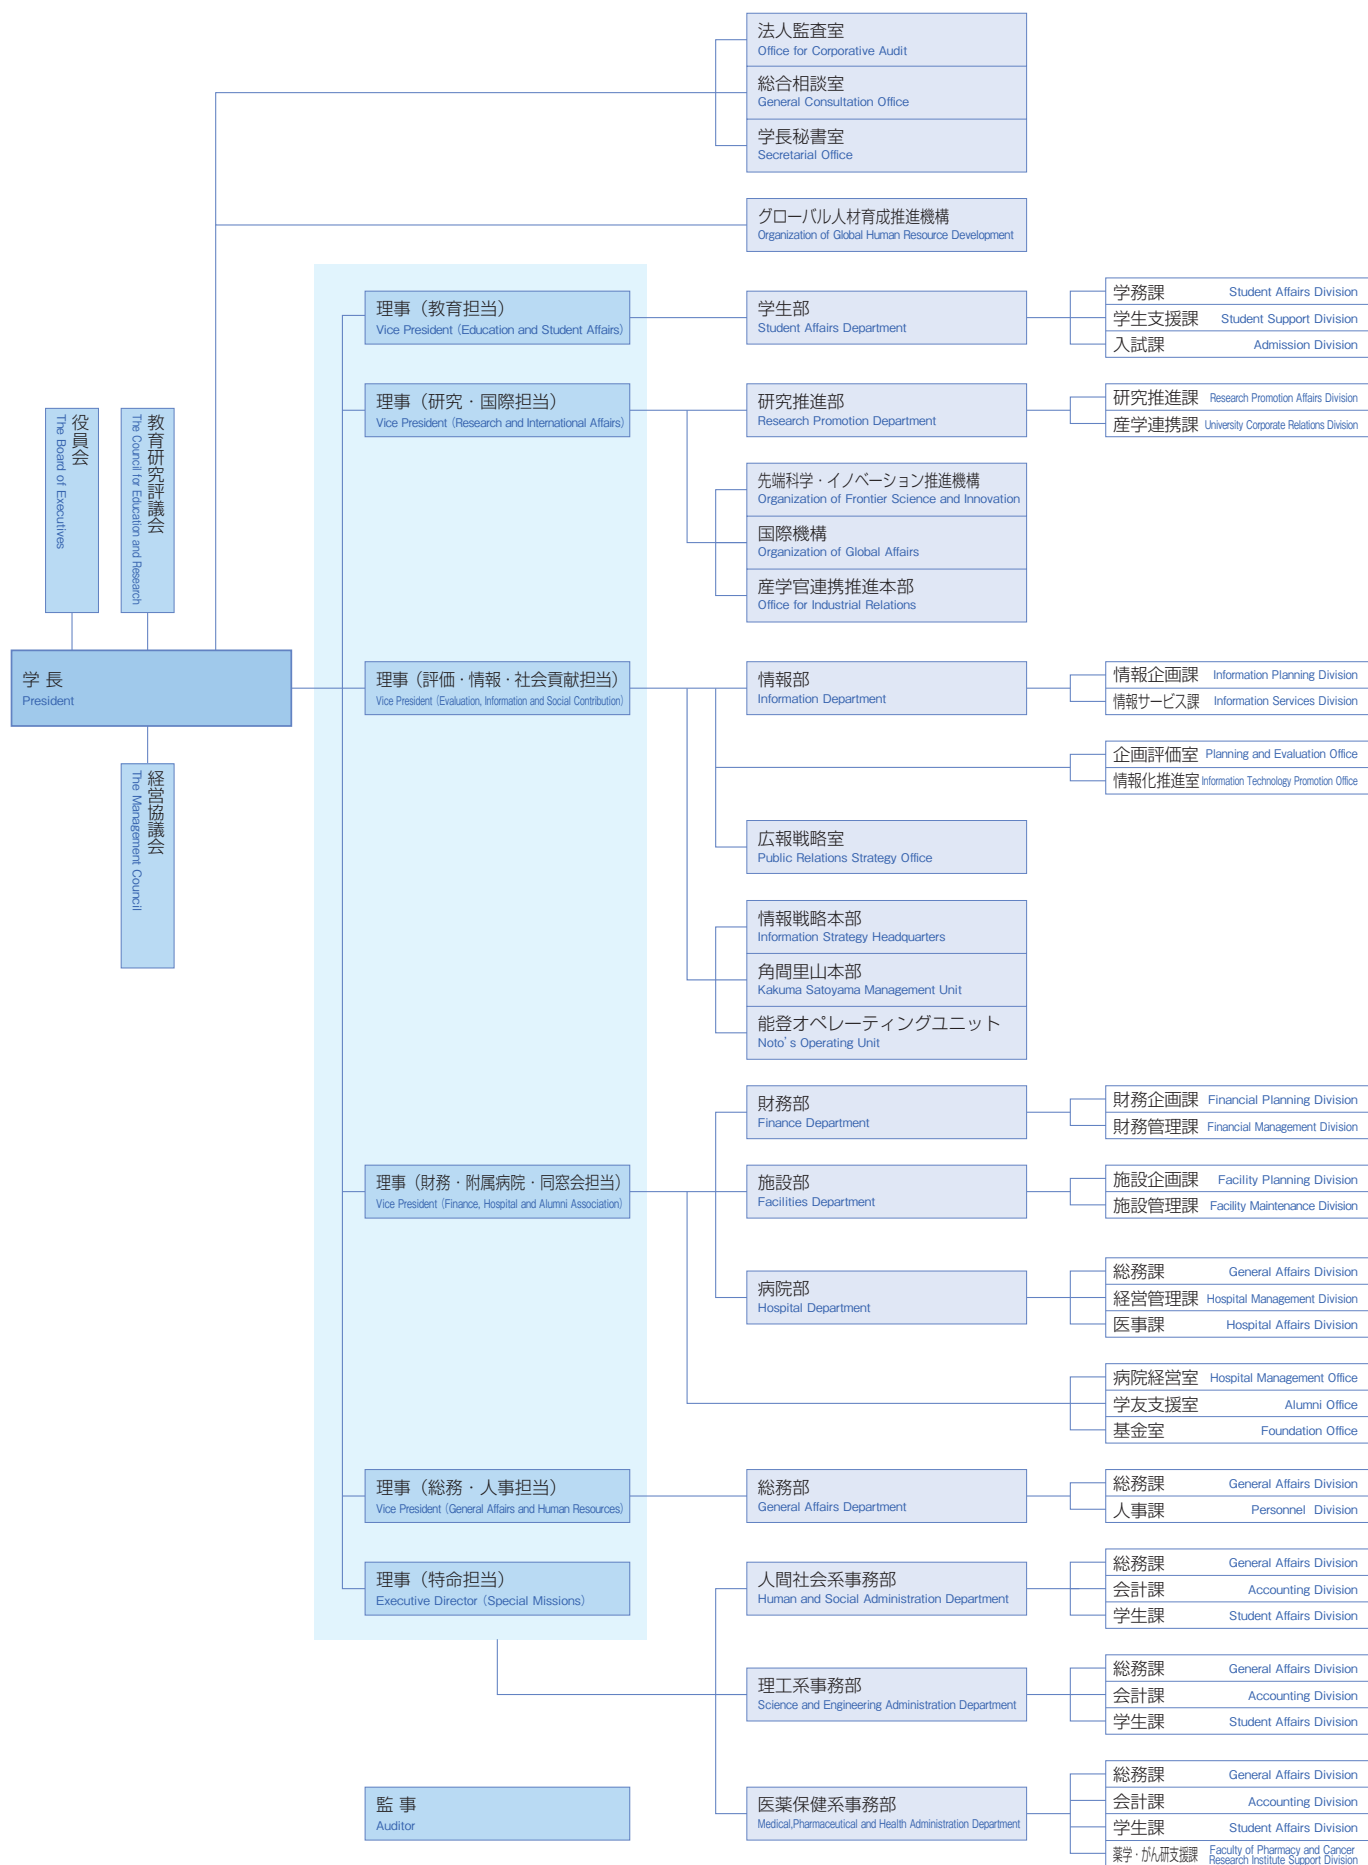 法人監査室
Office for Corporative Audit
総合相談室
General Consultation Office
学長秘書室
Secretarial Office
グローバル人材育成推進機構
Organization of Global Human Resource Development
役員会
The Board of Executives
教育研究評議会
The Council for Education and Research
学 長
President
経営協議会
The Management Council
理事（教育担当）
Vice President (Education and Student Affairs)
学生部
Student Affairs Department
学務課 Student Affairs Division
学生支援課 Student Support Division
入試課 Admission Division
理事（研究・国際担当）
Vice President (Research and International Affairs)
研究推進部
Research Promotion Department
研究推進課 Research Promotion Affairs Division
産学連携課 University Corporate Relations Division
先端科学・イノベーション推進機構
Organization of Frontier Science and Innovation
国際機構
Organization of Global Affairs
産学官連携推進本部
Office for Industrial Relations
理事（評価・情報・社会貢献担当）
Vice President (Evaluation, Information and Social Contribution)
情報部
Information Department
情報企画課 Information Planning Division
情報サービス課 Information Services Division
企画評価室 Planning and Evaluation Office
情報化推進室 Information Technology Promotion Office
広報戦略室
Public Relations Strategy Office
情報戦略本部
Information Strategy Headquarters
角間里山本部
Kakuma Satoyama Management Unit
能登オペレーティングユニット
Noto's Operating Unit
理事（財務・附属病院・同窓会担当）
Vice President (Finance, Hospital and Alumni Association)
財務部
Finance Department
財務企画課 Financial Planning Division
財務管理課 Financial Management Division
施設部
Facilities Department
施設企画課 Facility Planning Division
施設管理課 Facility Maintenance Division
病院部
Hospital Department
総務課 General Affairs Division
経営管理課 Hospital Management Division
医事課 Hospital Affairs Division
病院経営室 Hospital Management Office
学友支援室 Alumni Office
基金室 Foundation Office
理事（総務・人事担当）
Vice President (General Affairs and Human Resources)
総務部
General Affairs Department
総務課 General Affairs Division
人事課 Personnel Division
理事（特命担当）
Executive Director (Special Missions)
人間社会系事務部
Human and Social Administration Department
総務課 General Affairs Division
会計課 Accounting Division
学生課 Student Affairs Division
理工系事務部
Science and Engineering Administration Department
総務課 General Affairs Division
会計課 Accounting Division
学生課 Student Affairs Division
監 事
Auditor
医薬保健系事務部
Medical,Pharmaceutical and Health Administration Department
総務課 General Affairs Division
会計課 Accounting Division
学生課 Student Affairs Division
薬学・がん研支援課 Faculty of Pharmacy and Cancer
Research Institute Support Division